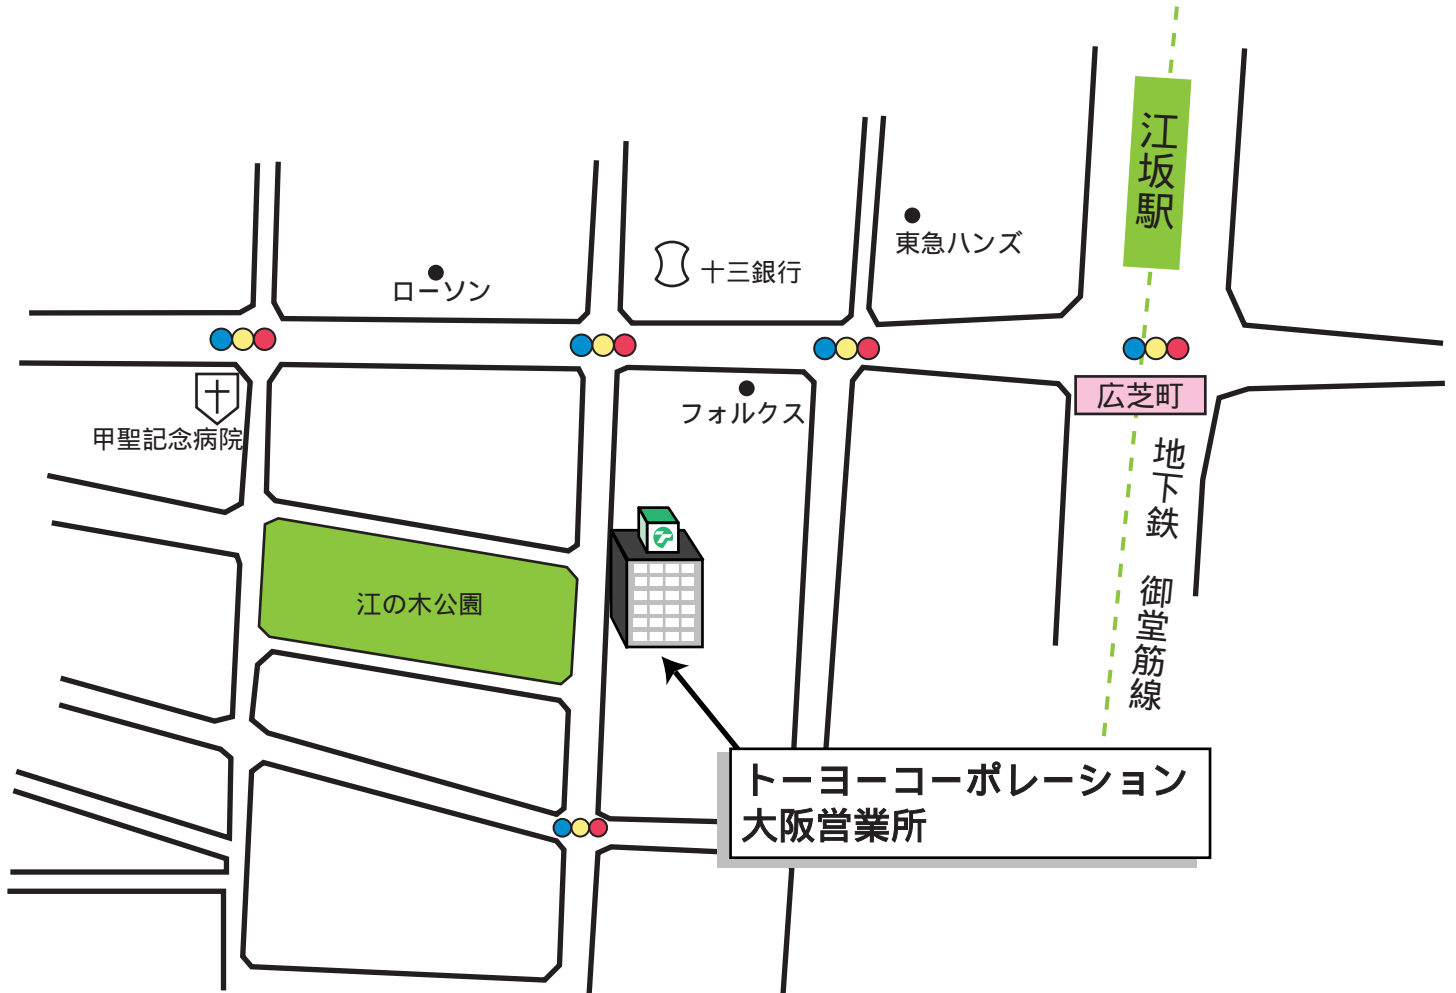 江坂駅
東急ハンズ
十三銀行
ローソン
広芝町
フォルクス
甲聖記念病院
地下鉄 御堂筋線
江の木公園
トーヨーコーポレーション
大阪営業所